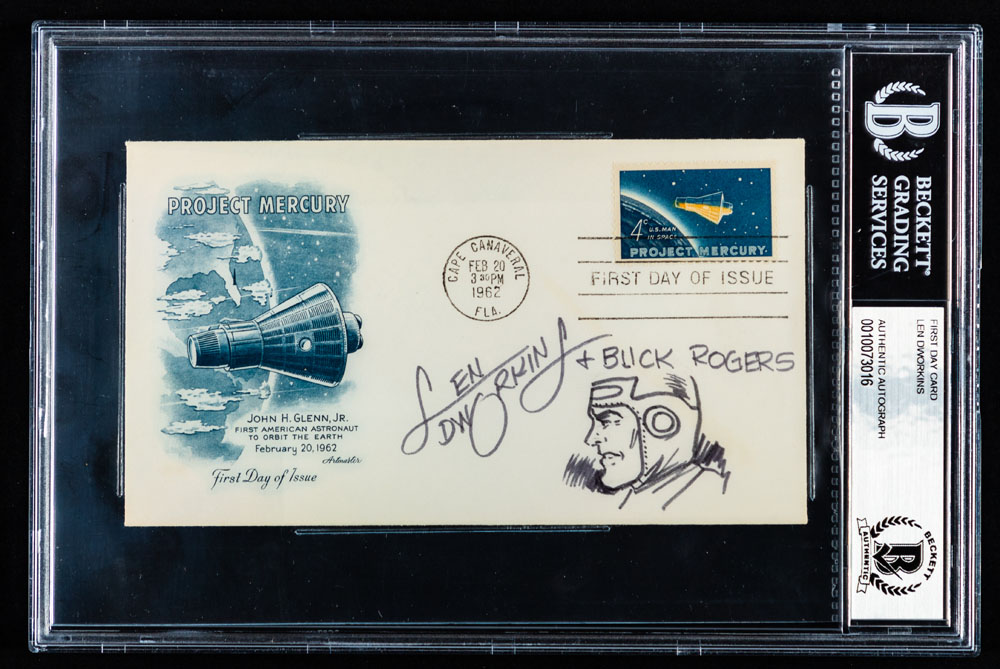 PROJECT MERCURY
JOHN H. GLENN, JR.
FIRST AMERICAN ASTRONAUT
TO ORBIT THE EARTH
February 20, 1962
Artmaster
First Day of Issue
CAPE CANAVERAL
FEB 20
3 30 PM
1962
FLA.
4c
U.S. MAN
IN SPACE
PROJECT MERCURY
FIRST DAY OF ISSUE
LEN DWORKINS + BUCK ROGERS
B
BECKETT
GRADING
SERVICES
FIRST DAY CARD
LEN DWORKINS
AUTHENTIC AUTOGRAPH
0010073016
BECKETT
B
AUTHENTIC